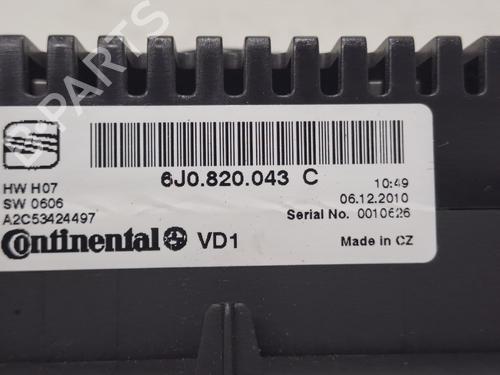 B-PARTS
6J0.820.043 C
HW H07
10:49
SW 0606
06.12.2010
A2C53424497
Serial No. 0010626
Continental VD1
Made in CZ